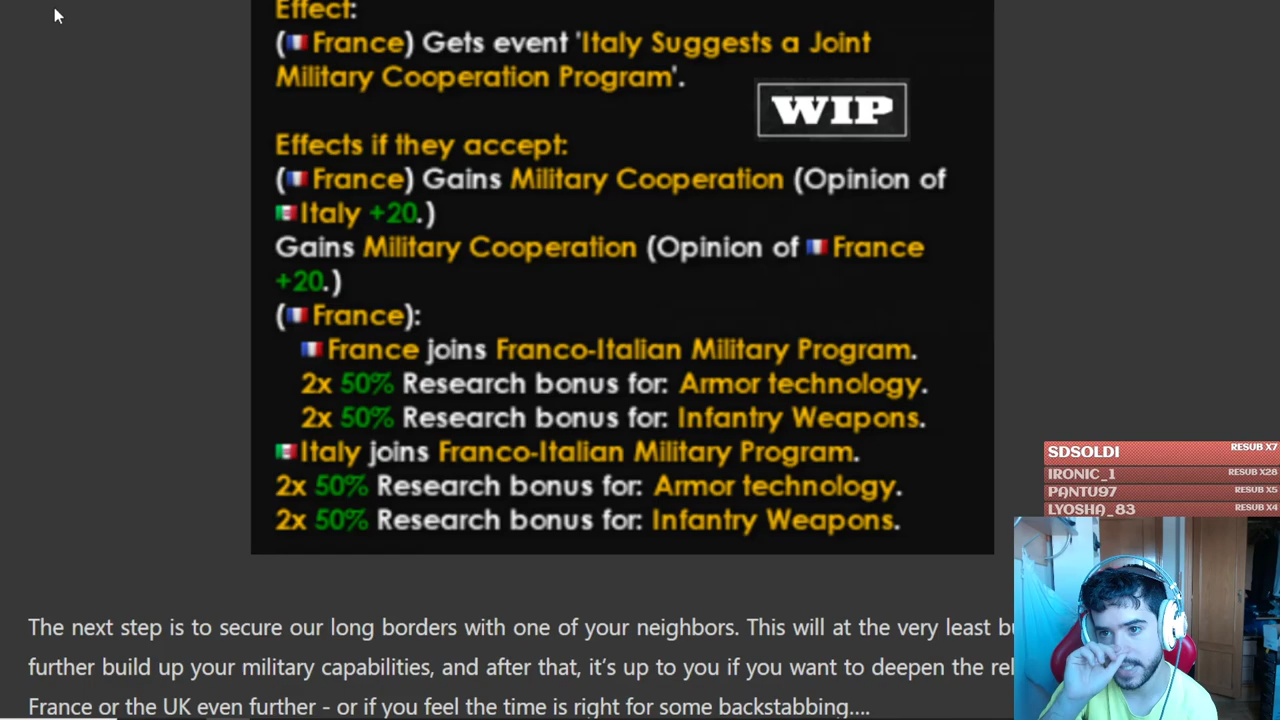 Effect:
(France) Gets event 'Italy Suggests a Joint
Military Cooperation Program'.
WIP
Effects if they accept:
(France) Gains Military Cooperation (Opinion of
Italy +20.)
Gains Military Cooperation (Opinion of France
+20.)
(France):
France joins Franco-Italian Military Program.
2x 50% Research bonus for: Armor technology.
2x 50% Research bonus for: Infantry Weapons.
Italy joins Franco-Italian Military Program.
2x 50% Research bonus for: Armor technology.
2x 50% Research bonus for: Infantry Weapons.
SDSOLDI RESUB X7
IRONIC_1 RESUB X28
PANTU97 RESUB X5
LYOSHA_83 RESUB X4
The next step is to secure our long borders with one of your neighbors. This will at the very least
further build up your military capabilities, and after that, it's up to you if you want to deepen the
France or the UK even further - or if you feel the time is right for some backstabbing....